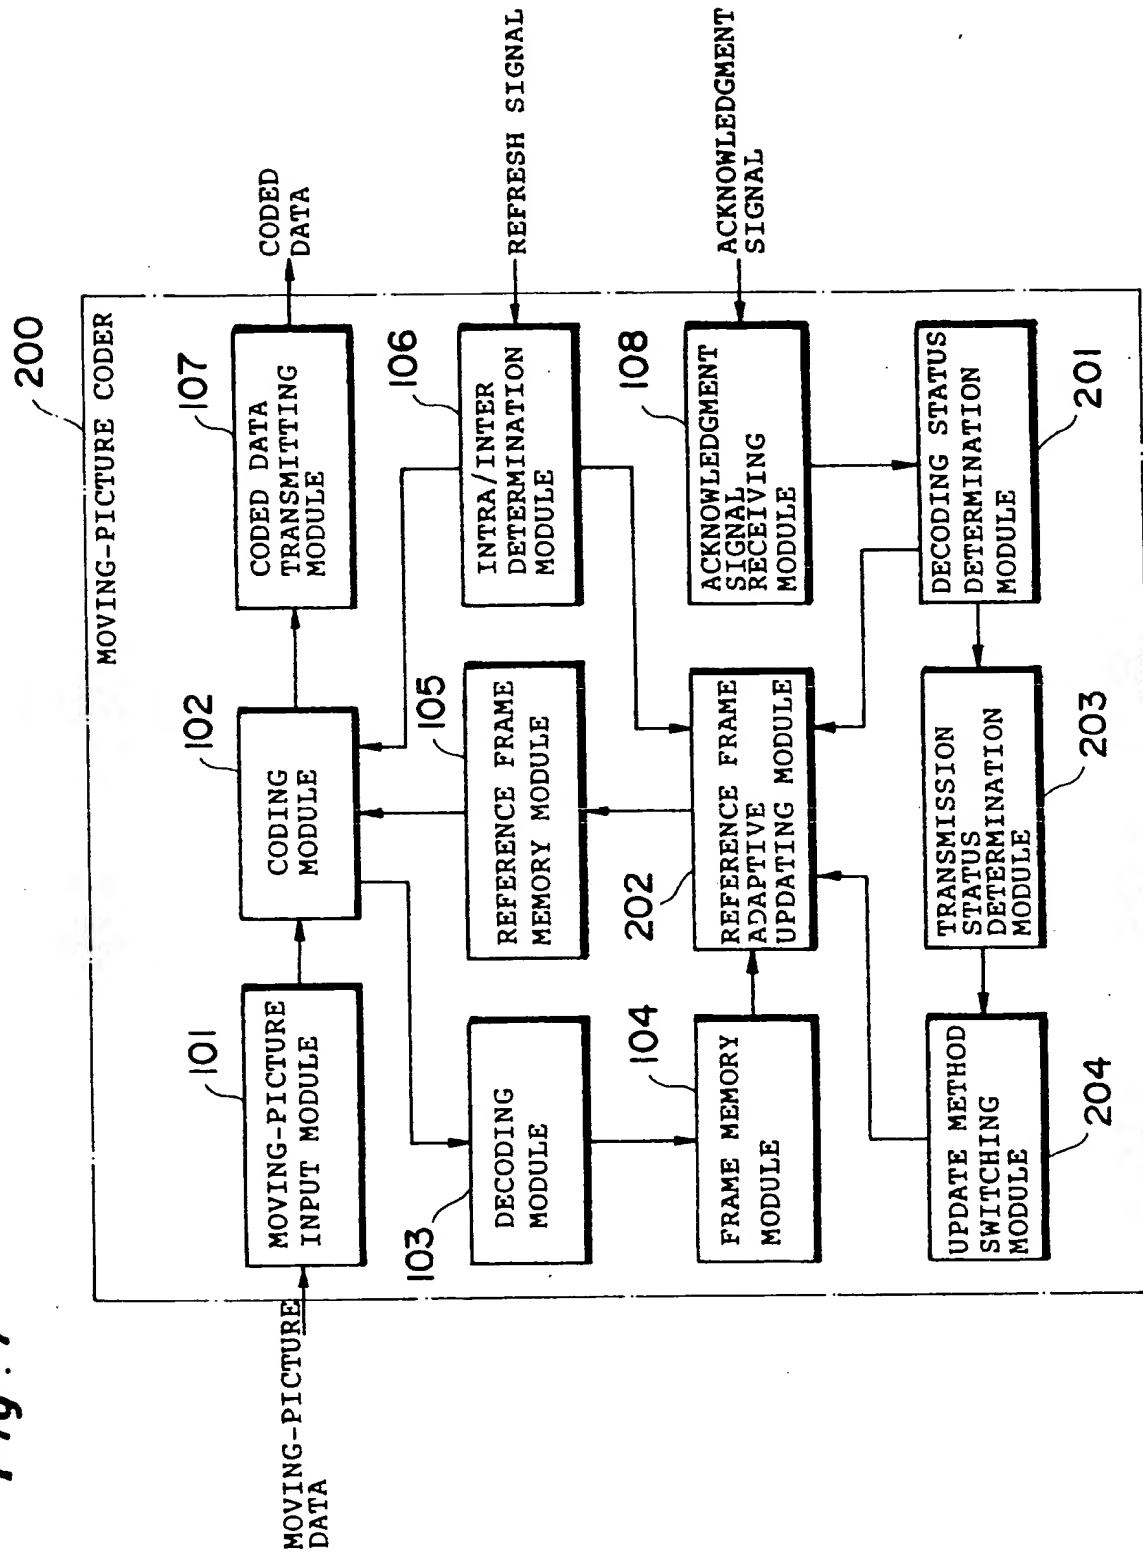 200
MOVING-PICTURE CODER
MOVING-PICTURE
DATA
101
MOVING-PICTURE
INPUT MODULE
102
CODING
MODULE
107
CODED DATA
TRANSMITTING
MODULE
CODED
DATA
103
DECODING
MODULE
105
REFERENCE FRAME
MEMORY MODULE
106
INTRA/INTER
DETERMINATION
MODULE
REFRESH SIGNAL
104
FRAME MEMORY
MODULE
202
REFERENCE FRAME
ADAPTIVE
UPDATING MODULE
108
ACKNOWLEDGMENT
SIGNAL
RECEIVING
MODULE
ACKNOWLEDGMENT
SIGNAL
UPDATE METHOD
SWITCHING
MODULE
204
TRANSMISSION
STATUS
DETERMINATION
MODULE
203
DECODING STATUS
DETERMINATION
MODULE
201